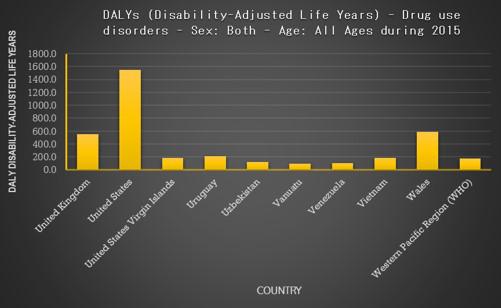 DALYs (Disability-Adjusted Life Years) - Drug use
disorders - Sex: Both - Age: All Ages during 2015
DALY DISABILITY-ADJUSTED LIFE YEARS
1800.0
1600.0
1400.0
1200.0
1000.0
800.0
600.0
400.0
200.0
0.0
United Kingdom
United States
United States Virgin Islands
Uruguay
Uzbekistan
Vanuatu
Venezuela
Vietnam
Wales
Western Pacific Region (WHO)
COUNTRY